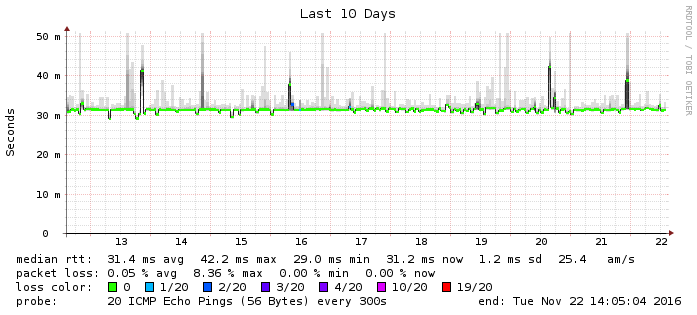 Last 10 Days
RRDTOOL / TOBI OETIKER
Seconds
50 m
40 m
30 m
20 m
10 m
0
13 14 15 16 17 18 19 20 21 22
median rtt: 31.4 ms avg 42.2 ms max 29.0 ms min 31.2 ms now 1.2 ms sd 25.4 am/s
packet loss: 0.05 % avg 8.36 % max 0.00 % min 0.00 % now
loss color: 0 1/20 2/20 3/20 4/20 10/20 19/20
probe: 20 ICMP Echo Pings (56 Bytes) every 300s end: Tue Nov 22 14:05:04 2016